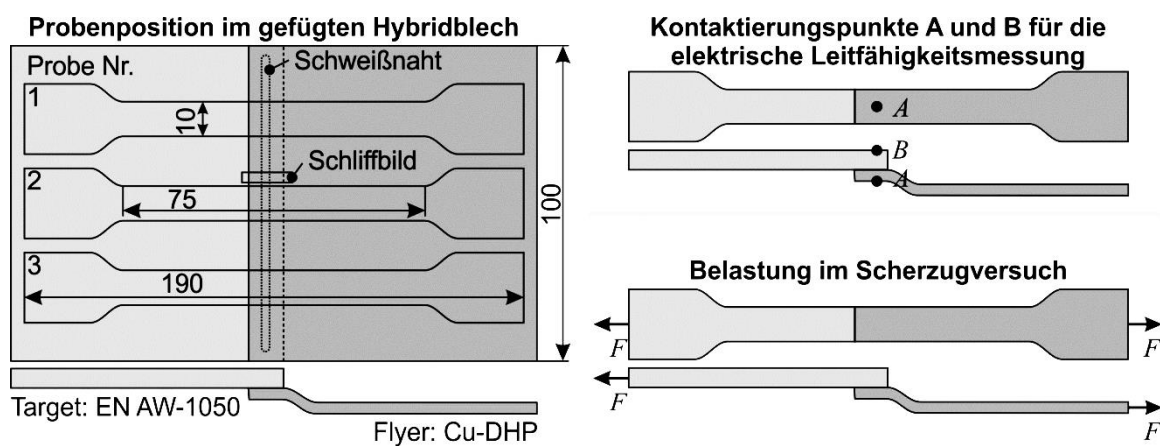 Probenposition im gefügten Hybridblech
Probe Nr.
Schweißnaht
1
10
Schliffbild
2
75
100
3
190
Target: EN AW-1050
Flyer: Cu-DHP
Kontaktierungspunkte A und B für die
elektrische Leitfähigkeitsmessung
A
B
A
Belastung im Scherzugversuch
F
F
F
F